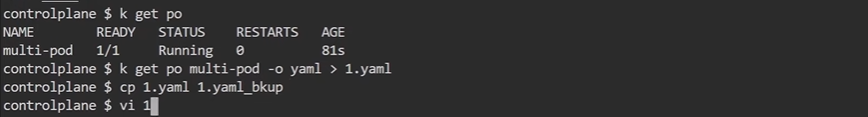 controlplane $ k get po
NAME READY STATUS RESTARTS AGE
multi-pod 1/1 Running 0 81s
controlplane $ k get po multi-pod -o yaml > 1.yaml
controlplane $ cp 1.yaml 1.yaml_bkup
controlplane $ vi 1